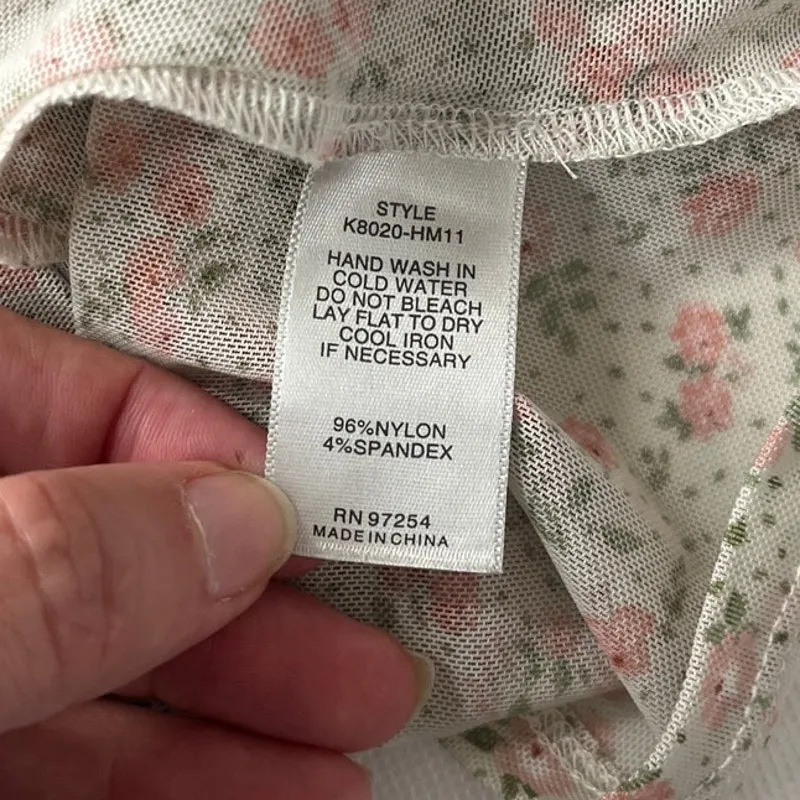 STYLE
K8020-HM11
HAND WASH IN
COLD WATER
DO NOT BLEACH
LAY FLAT TO DRY
COOL IRON
IF NECESSARY
96%NYLON
4%SPANDEX
RN 97254
MADE IN CHINA